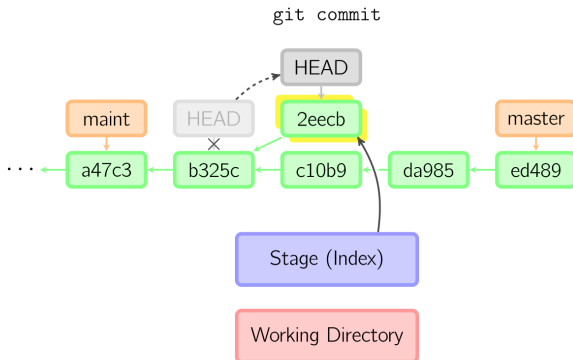 git commit
HEAD
maint
HEAD
2eecb
master
...
a47c3
b325c
c10b9
da985
ed489
Stage (Index)
Working Directory